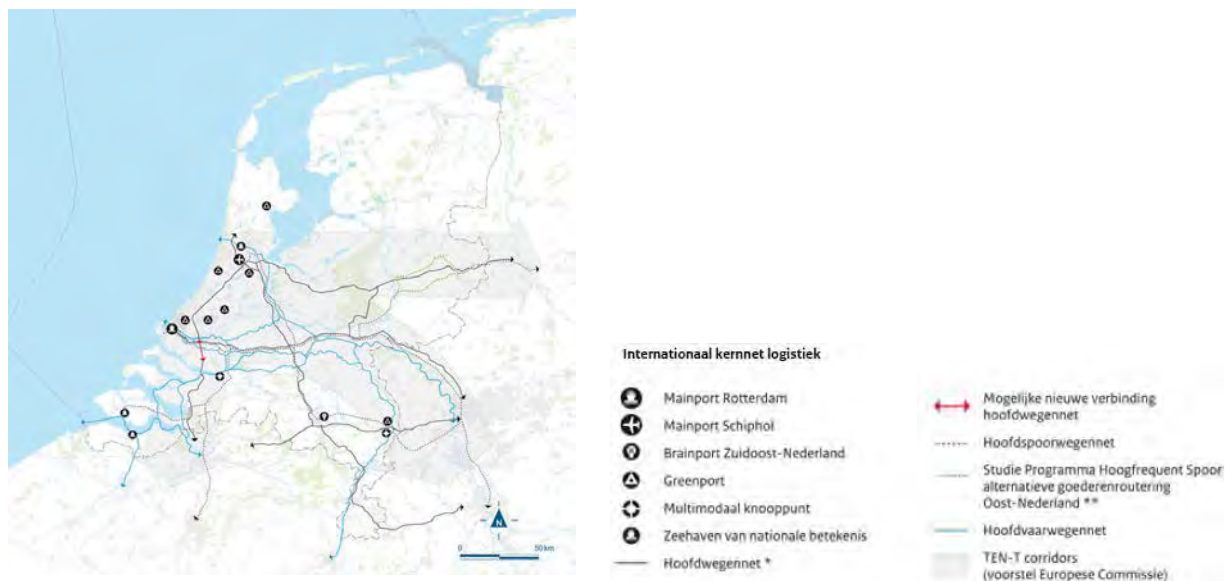 N
0 50 km
Internationaal kernnet logistiek
Mainport Rotterdam
Mainport Schiphol
Brainport Zuidoost-Nederland
Greenport
Multimodaal knooppunt
Zeehaven van nationale betekenis
Hoofdwegennet *
Mogelijke nieuwe verbinding
hoofdwegennet
Hoofdspoorwegennet
Studie Programma Hoogfrequent Spoor
alternatieve goederenroutering
Oost-Nederland **
Hoofdvaarwegennet
TEN-T corridors
(voorstel Europese Commissie)